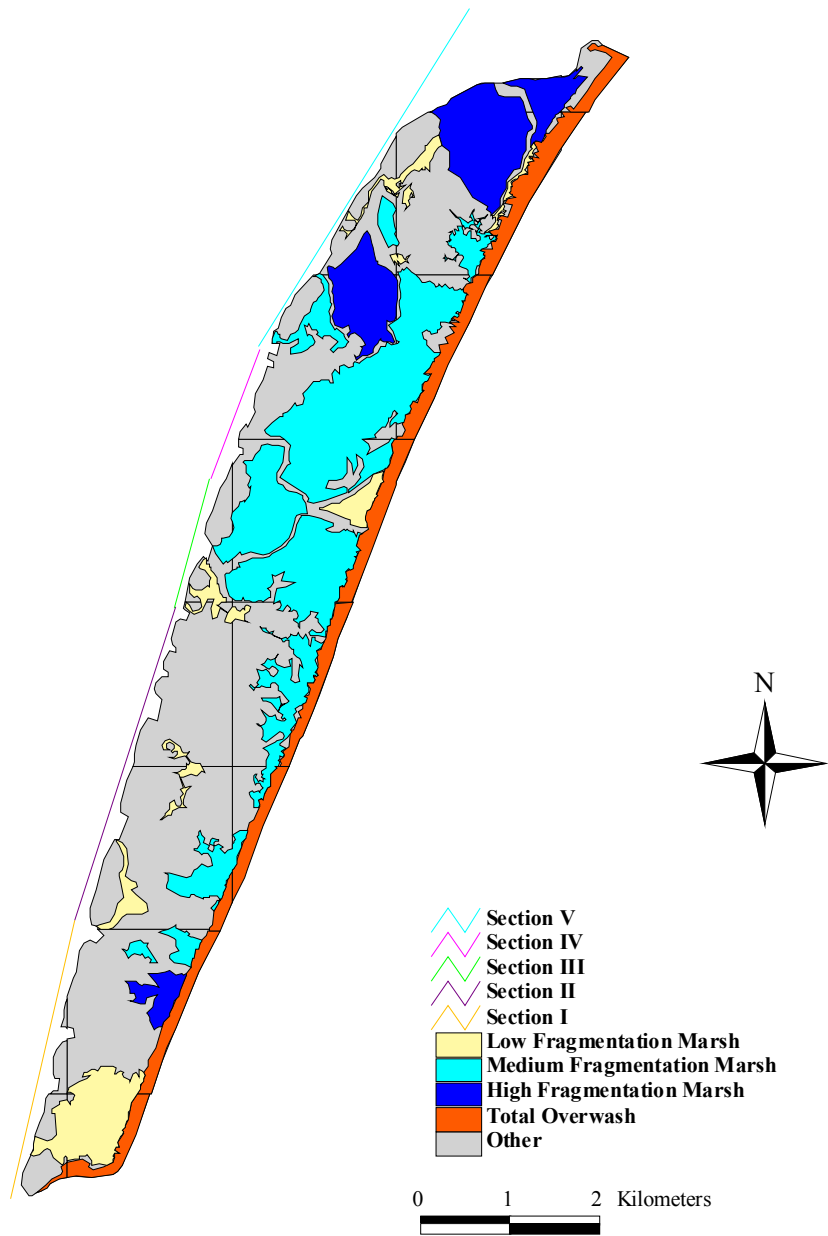 N
Section V
Section IV
Section III
Section II
Section I
Low Fragmentation Marsh
Medium Fragmentation Marsh
High Fragmentation Marsh
Total Overwash
Other
0 1 2 Kilometers